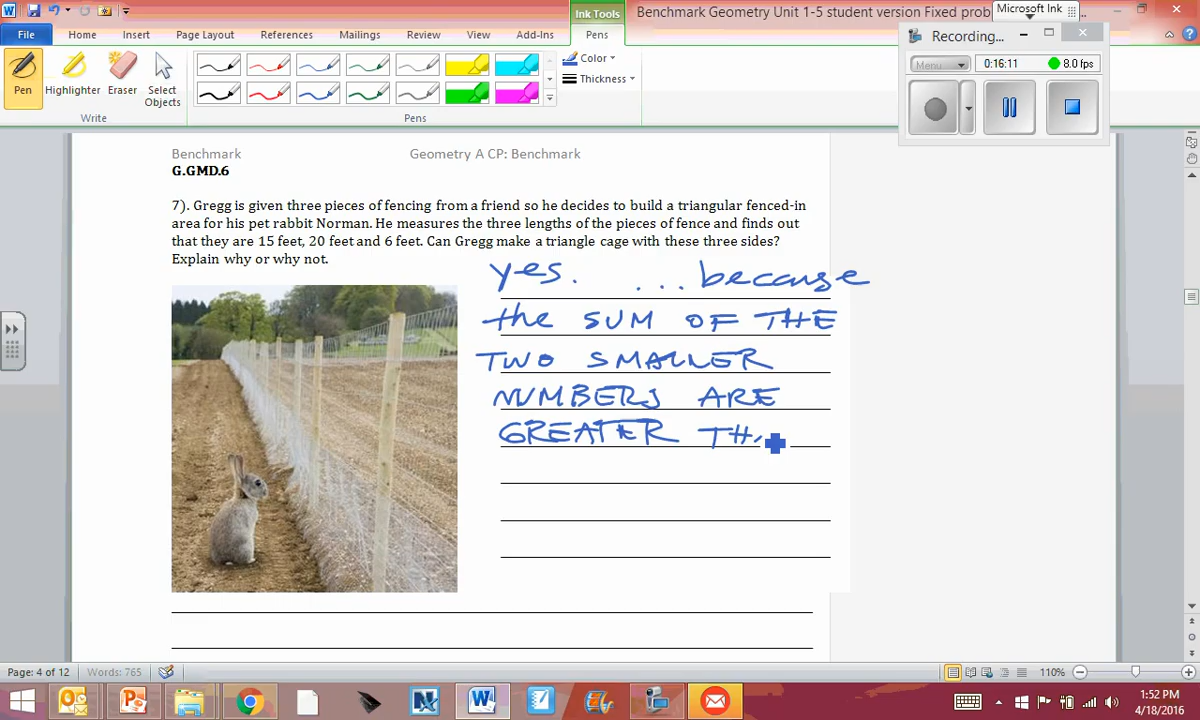 Ink Tools
Benchmark Geometry Unit 1-5 student version Fixed prob
Microsoft Ink
File
Home
Insert
Page Layout
References
Mailings
Review
View
Add-Ins
Pens
Recording...
Menu
0:16:11
8.0 fps
Pen
Highlighter
Eraser
Select Objects
Color
Thickness
Write
Pens
Benchmark
Geometry A CP: Benchmark
G.GMD.6
7). Gregg is given three pieces of fencing from a friend so he decides to build a triangular fenced-in
area for his pet rabbit Norman. He measures the three lengths of the pieces of fence and finds out
that they are 15 feet, 20 feet and 6 feet. Can Gregg make a triangle cage with these three sides?
Explain why or why not.
yes. ... because
the SUM OF THE
TWO SMALLER
NUMBERS ARE
GREATER TH
Page: 4 of 12
Words: 765
110%
1:52 PM
4/18/2016